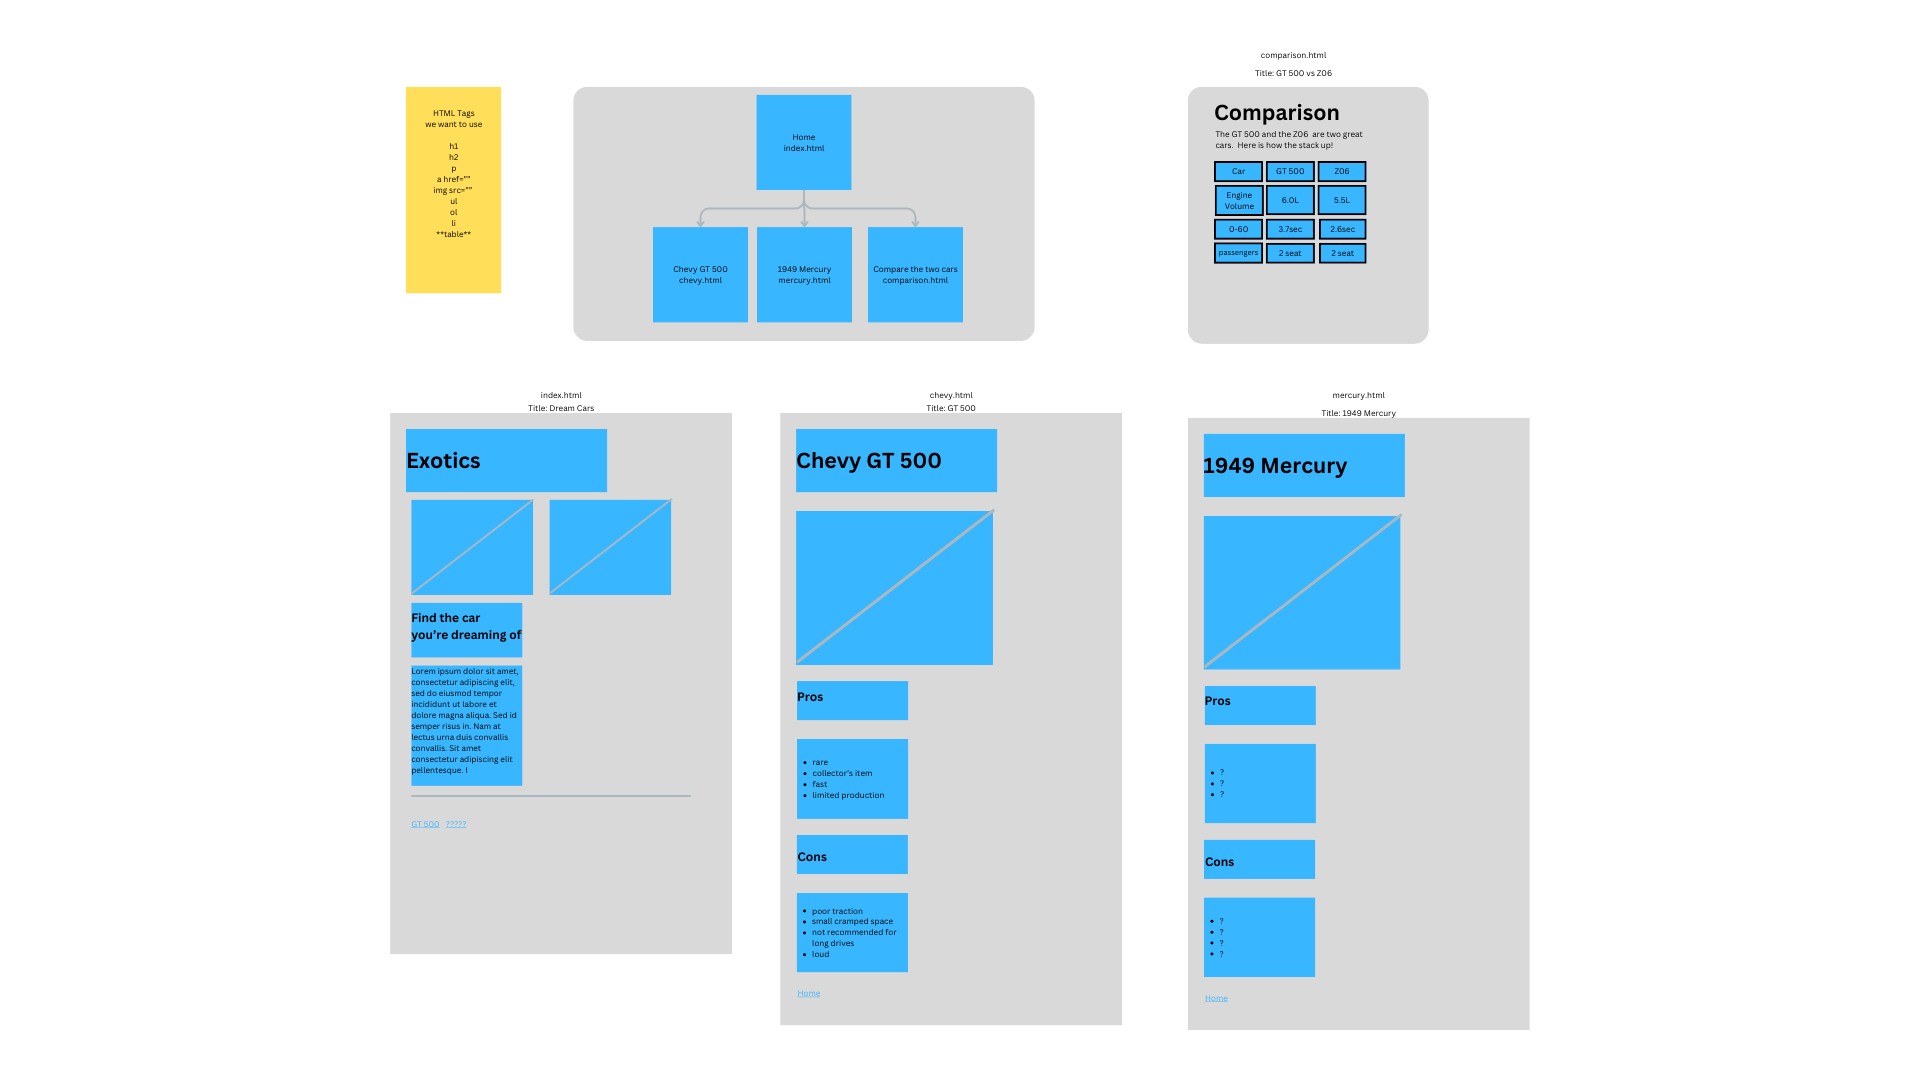 HTML Tags
we want to use
h1
h2
p
a href=””
img src=””
ul
ol
li
**table**
Home
index.html
Chevy GT 500
chevy.html
1949 Mercury
mercury.html
Compare the two cars
comparison.html
comparison.html
Title: GT 500 vs Z06
Comparison
The GT 500 and the Z06  are two great
cars.  Here is how the stack up!
Car GT 500 Z06
Engine
Volume
6.0L 5.5L
0-60 3.7sec 2.6sec
passengers 2 seat 2 seat
index.html
Title: Dream Cars
Exotics
Find the car
you’re dreaming of
Lorem ipsum dolor sit amet,
consectetur adipiscing elit,
sed do eiusmod tempor
incididunt ut labore et
dolore magna aliqua. Sed id
semper risus in. Nam at
lectus urna duis convallis
convallis. Sit amet
consectetur adipiscing elit
pellentesque. I
GT 500 ?????
chevy.html
Title: GT 500
Chevy GT 500
Pros
• rare
• collector’s item
• fast
• limited production
Cons
• poor traction
• small cramped space
• not recommended for
long drives
• loud
Home
mercury.html
Title: 1949 Mercury
1949 Mercury
Pros
• ?
• ?
• ?
Cons
• ?
• ?
• ?
• ?
Home